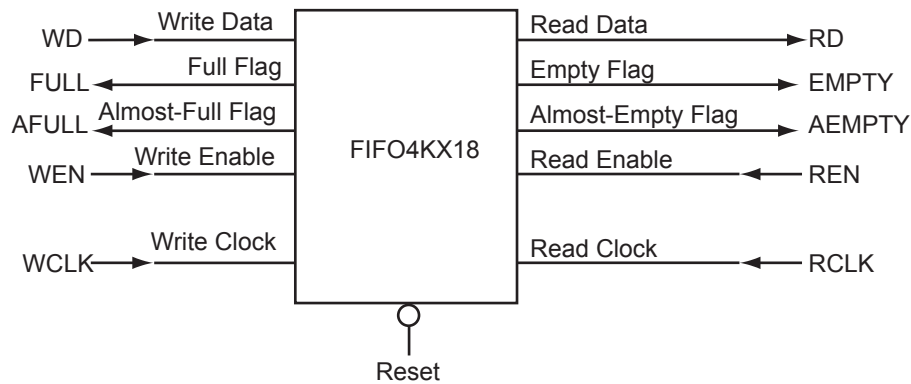 WD Write Data Read Data RD
FULL Full Flag Empty Flag EMPTY
AFULL Almost-Full Flag Almost-Empty Flag AEMPTY
FIFO4KX18
WEN Write Enable Read Enable REN
WCLK Write Clock Read Clock RCLK
Reset